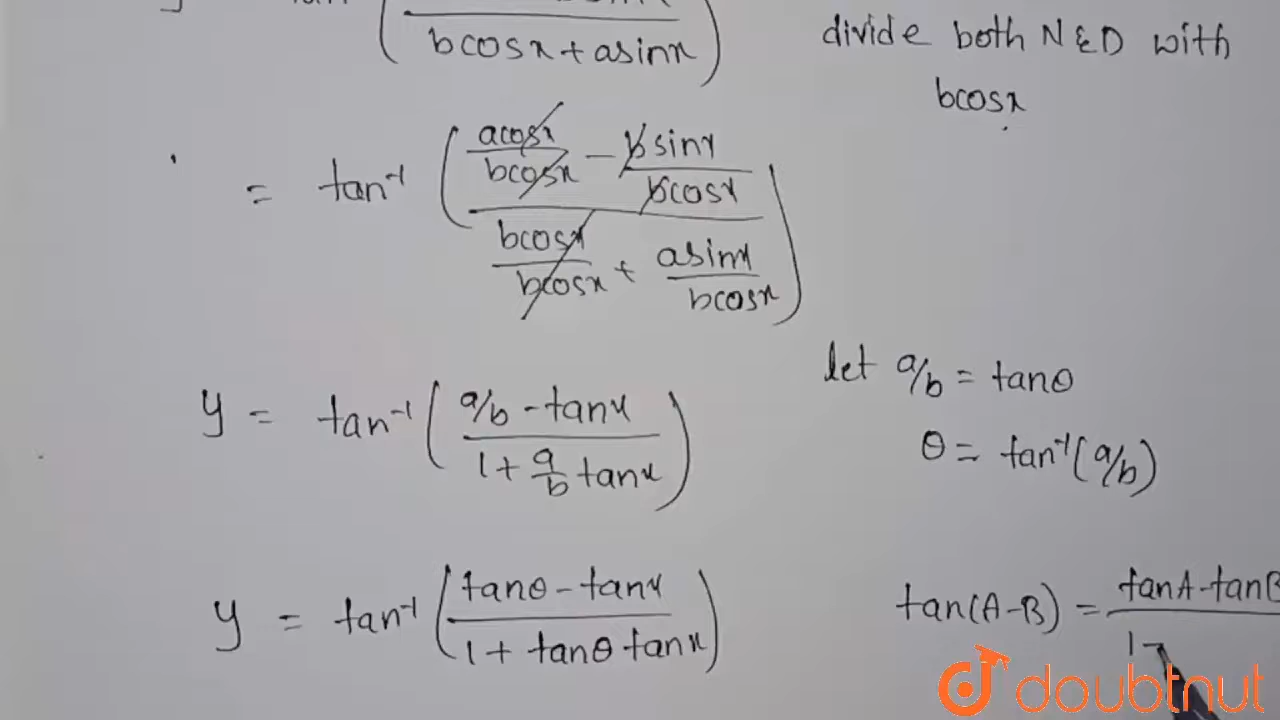 bcosx + asinx
divide both N & D with
bcosx
= tan⁻¹ ( acosx/bcosx − bsinx/bcosx
bcosx/bcosx + asinx/bcosx )
let a/b = tanθ
y = tan⁻¹ ( a/b - tanx
1 + a/b tanx )
θ = tan⁻¹(a/b)
y = tan⁻¹ ( tanθ - tanx
1 + tanθ tanx )
tan(A-B) = tanA-tanB
1
doubtnut